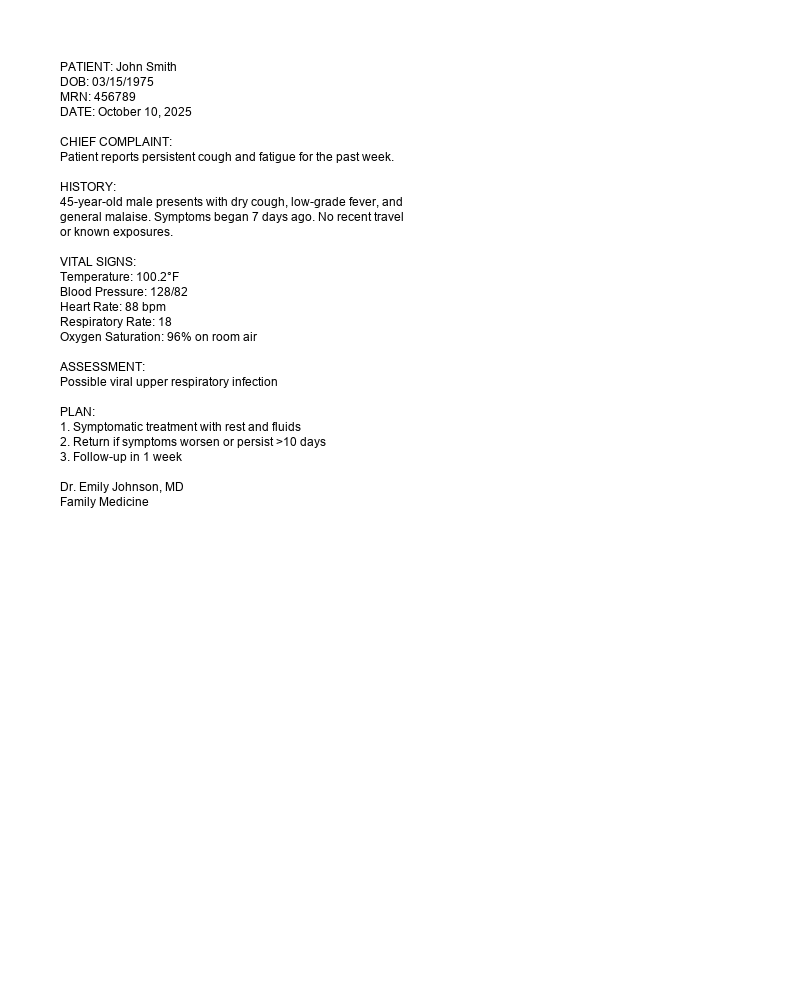 PATIENT: John Smith
DOB: 03/15/1975
MRN: 456789
DATE: October 10, 2025
CHIEF COMPLAINT:
Patient reports persistent cough and fatigue for the past week.
HISTORY:
45-year-old male presents with dry cough, low-grade fever, and
general malaise. Symptoms began 7 days ago. No recent travel
or known exposures.
VITAL SIGNS:
Temperature: 100.2°F
Blood Pressure: 128/82
Heart Rate: 88 bpm
Respiratory Rate: 18
Oxygen Saturation: 96% on room air
ASSESSMENT:
Possible viral upper respiratory infection
PLAN:
1. Symptomatic treatment with rest and fluids
2. Return if symptoms worsen or persist >10 days
3. Follow-up in 1 week
Dr. Emily Johnson, MD
Family Medicine